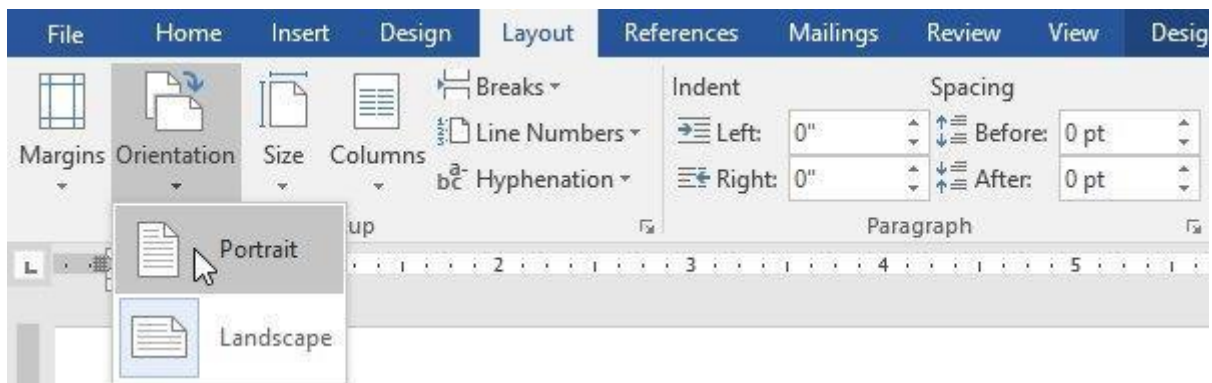 File Home Insert Design Layout References Mailings Review View Desig
Breaks Indent Spacing
Line Numbers Left: 0" Before: 0 pt
Margins Orientation Size Columns
Hyphenation Right: 0" After: 0 pt
up Paragraph
Portrait
L 2 3 4 5
Landscape